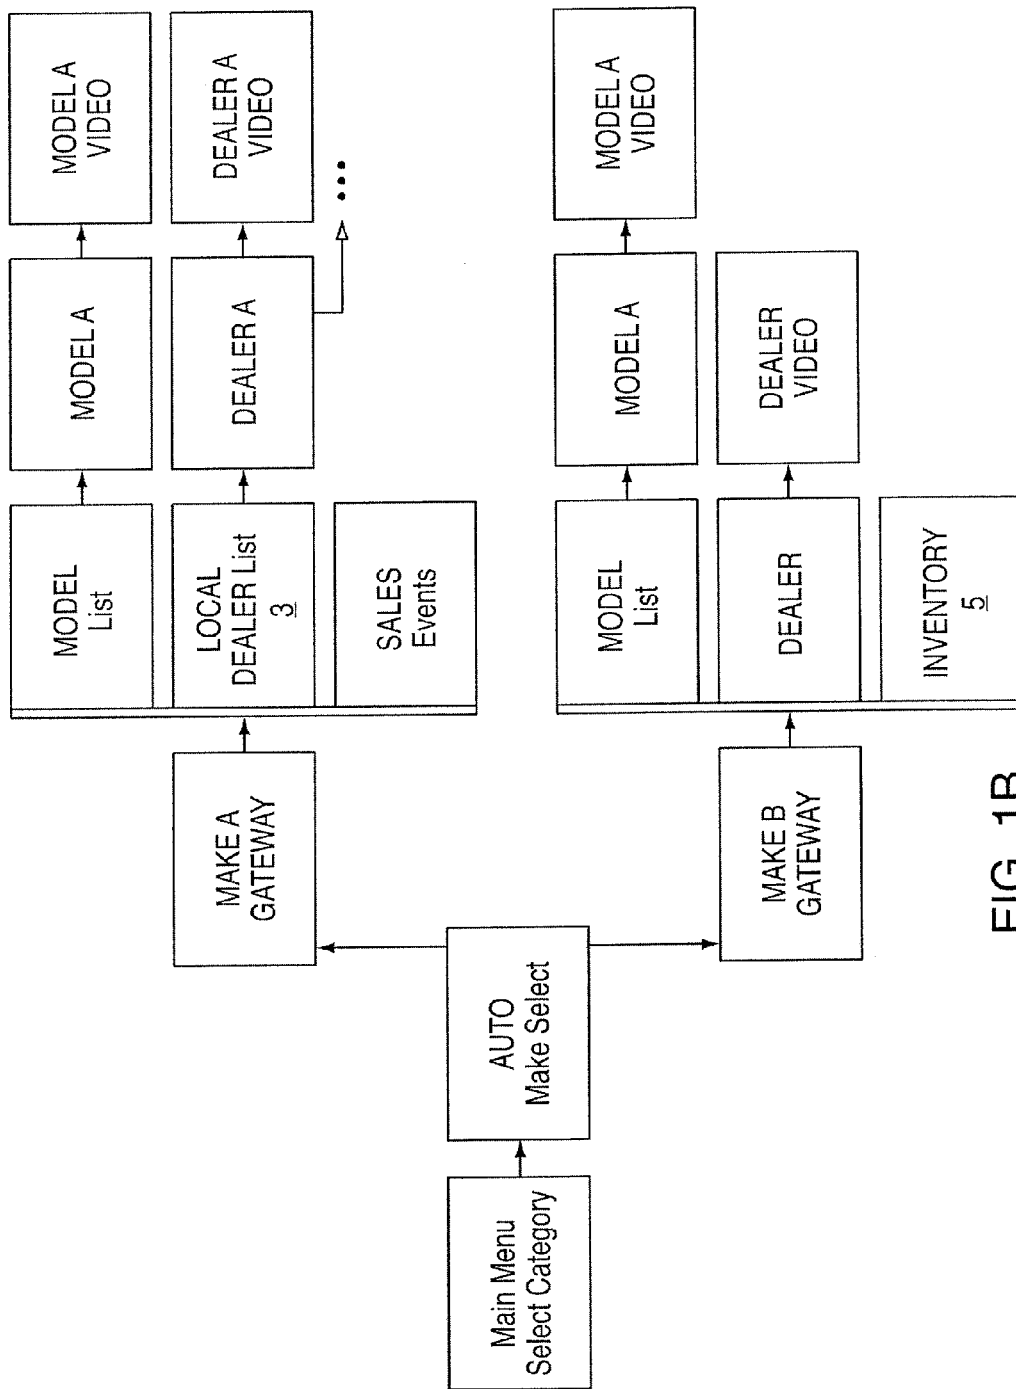 Main Menu
Select Category
AUTO
Make Select
MAKE A
GATEWAY
MODEL
List
MODEL A
MODEL A
VIDEO
LOCAL
DEALER List
3
DEALER A
DEALER A
VIDEO
...
SALES
Events
MAKE B
GATEWAY
MODEL
List
MODEL A
MODEL A
VIDEO
DEALER
DEALER
VIDEO
INVENTORY
5
FIG. 1B